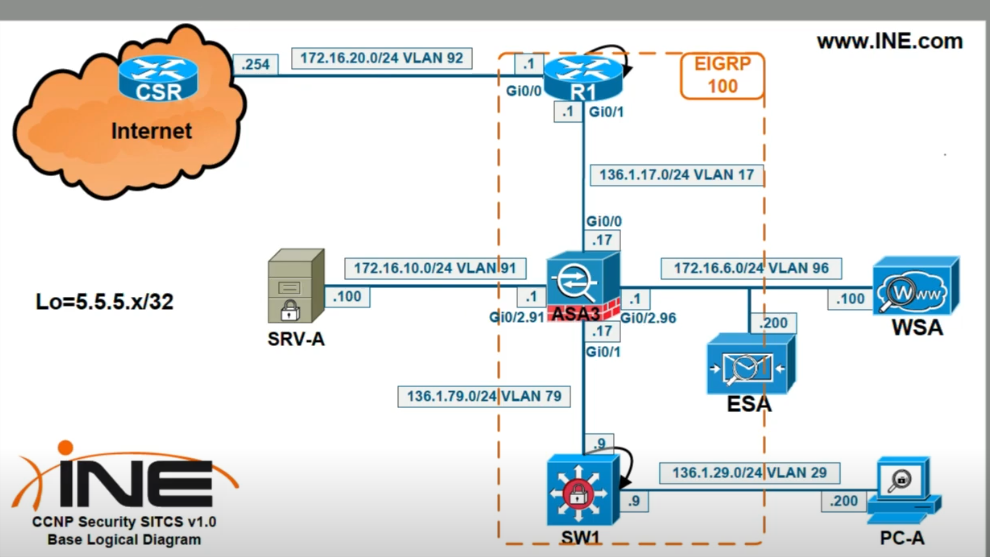 www.INE.com
172.16.20.0/24 VLAN 92
.254
.1
EIGRP
100
CSR
Gi0/0
R1
.1
Gi0/1
Internet
136.1.17.0/24 VLAN 17
Gi0/0
.17
172.16.10.0/24 VLAN 91
172.16.6.0/24 VLAN 96
Www
Lo=5.5.5.x/32
.100
.1
.1
.100
Gi0/2.91
ASA3
Gi0/2.96
WSA
SRV-A
.17
.200
Gi0/1
136.1.79.0/24 VLAN 79
ESA
.9
INE
136.1.29.0/24 VLAN 29
.9
.200
CCNP Security SITCS v1.0
Base Logical Diagram
SW1
PC-A